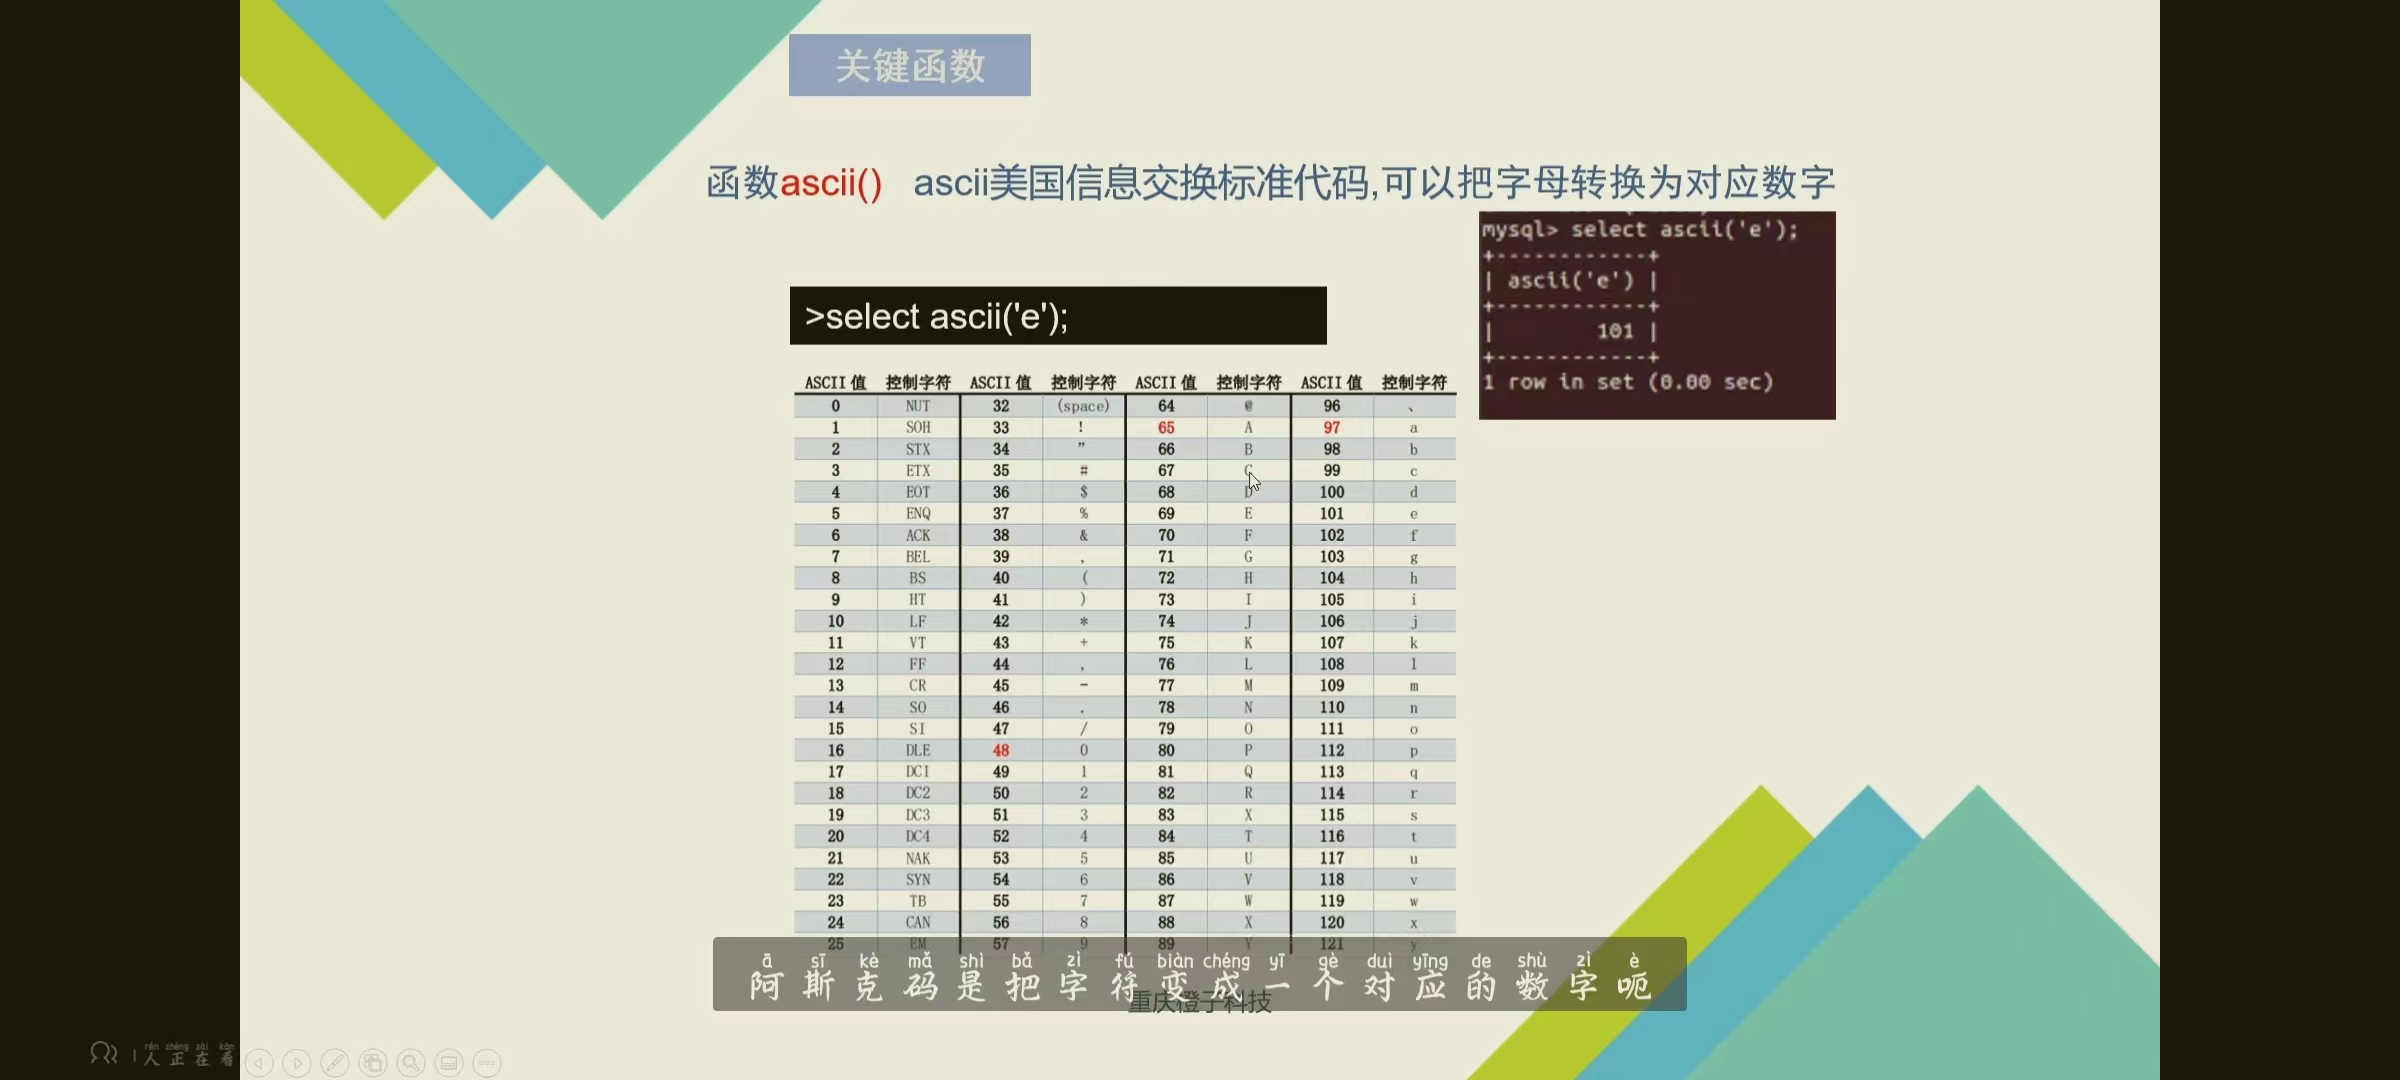 关键函数
函数ascii() ascii美国信息交换标准代码,可以把字母转换为对应数字
mysql> select ascii('e');
+------------+
| ascii('e') |
+------------+
| 101 |
+------------+
1 row in set (0.00 sec)
>select ascii('e');
ASCII 值 控制字符 ASCII 值 控制字符 ASCII 值 控制字符 ASCII 值 控制字符
0 NUT 32 (space) 64 @ 96 、
1 SOH 33 ! 65 A 97 a
2 STX 34 ” 66 B 98 b
3 ETX 35 # 67 C 99 c
4 EOT 36 $ 68 D 100 d
5 ENQ 37 % 69 E 101 e
6 ACK 38 & 70 F 102 f
7 BEL 39 , 71 G 103 g
8 BS 40 ( 72 H 104 h
9 HT 41 ) 73 I 105 i
10 LF 42 * 74 J 106 j
11 VT 43 + 75 K 107 k
12 FF 44 , 76 L 108 l
13 CR 45 - 77 M 109 m
14 SO 46 . 78 N 110 n
15 SI 47 / 79 O 111 o
16 DLE 48 0 80 P 112 p
17 DCI 49 1 81 Q 113 q
18 DC2 50 2 82 R 114 r
19 DC3 51 3 83 X 115 s
20 DC4 52 4 84 T 116 t
21 NAK 53 5 85 U 117 u
22 SYN 54 6 86 V 118 v
23 TB 55 7 87 W 119 w
24 CAN 56 8 88 X 120 x
25 EM 57 9 89 Y 121 y
ā sī kè mǎ shì bǎ zì fú biàn chéng yī gè duì yīng de shù zì è
阿斯克码是把字符变成一个对应的数字呃
重庆橙子科技
rén zhèng zài kàn
1人正在看